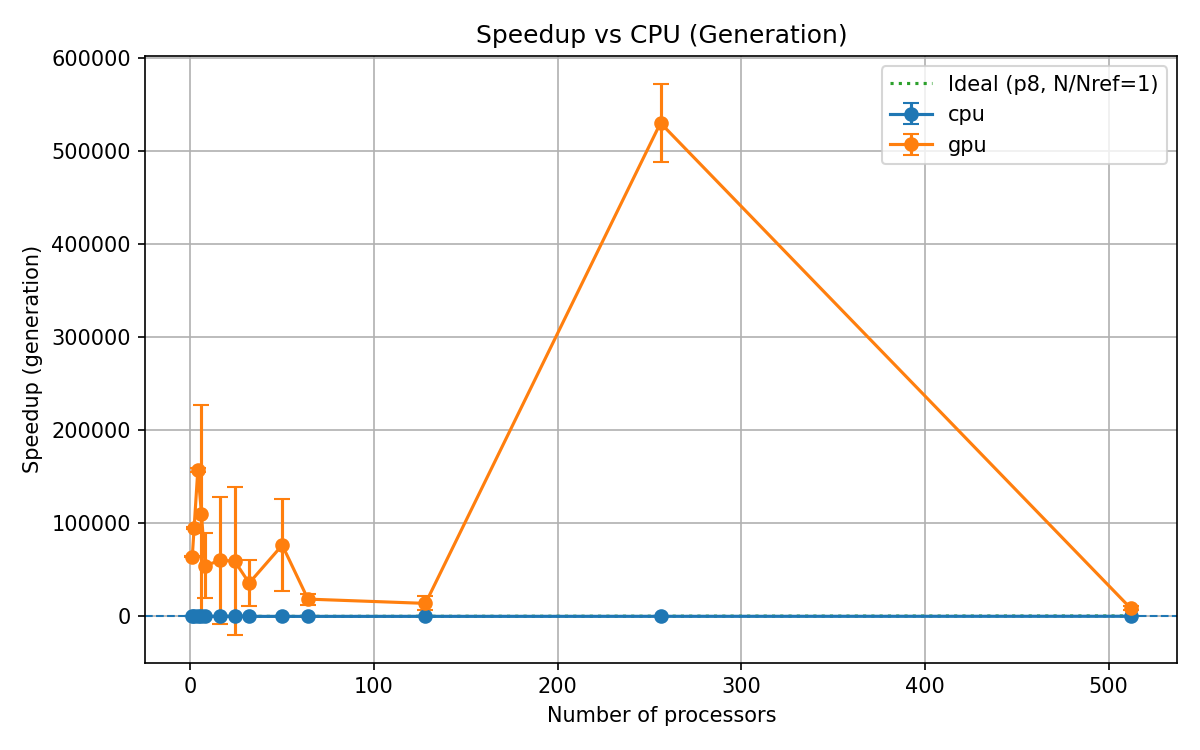 Speedup vs CPU (Generation)
600000
500000
400000
300000
200000
100000
0
Speedup (generation)
Ideal (p8, N/Nref=1)
cpu
gpu
0 100 200 300 400 500
Number of processors